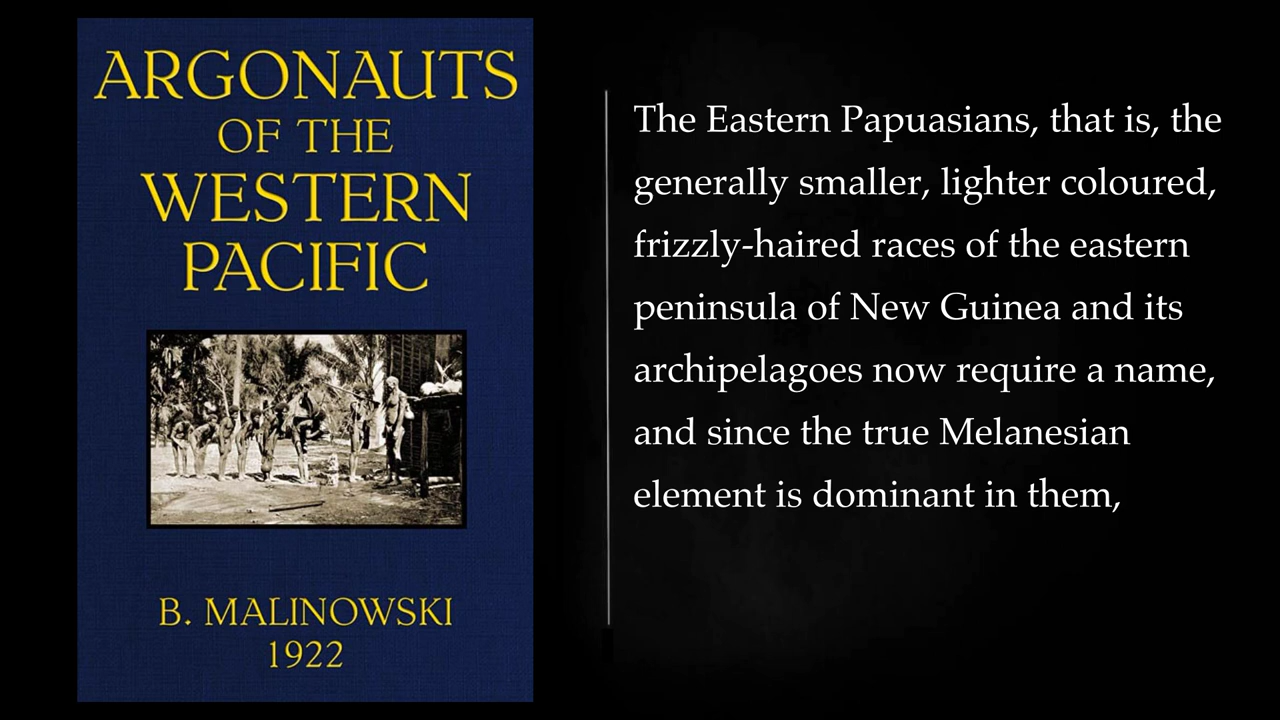 ARGONAUTS
OF THE
WESTERN
PACIFIC
B. MALINOWSKI
1922
The Eastern Papuasians, that is, the
generally smaller, lighter coloured,
frizzly-haired races of the eastern
peninsula of New Guinea and its
archipelagoes now require a name,
and since the true Melanesian
element is dominant in them,